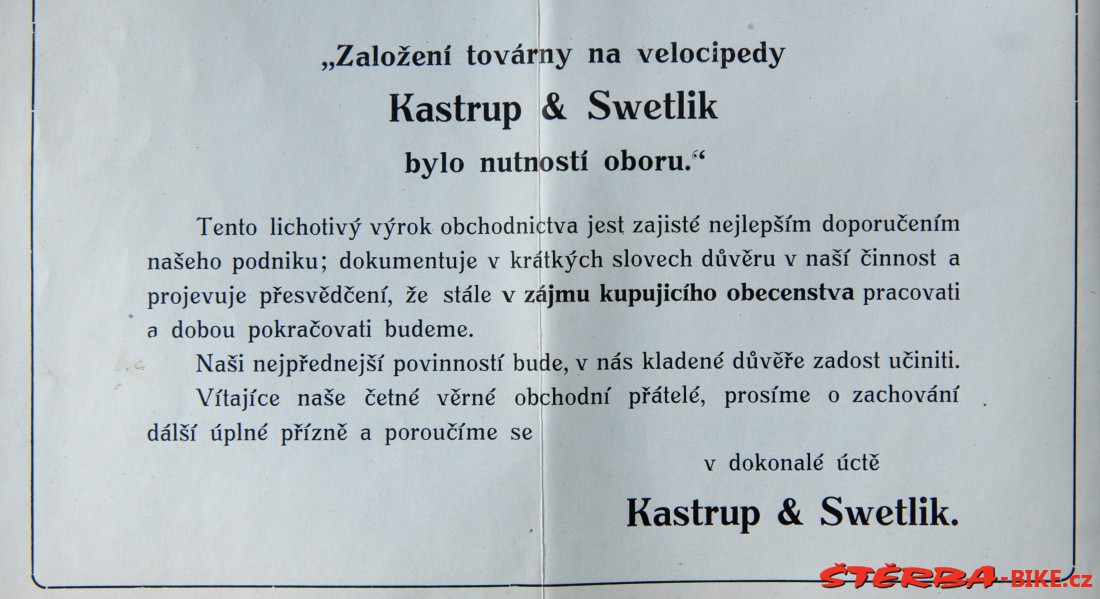 „Založení továrny na velocipedy
Kastrup & Swetlik
bylo nutností oboru.“
Tento lichotivý výrok obchodnictva jest zajisté nejlepším doporučením
našeho podniku; dokumentuje v krátkých slovech důvěru v naší činnost a
projevuje přesvědčení, že stále v zájmu kupujicího obecenstva pracovati
a dobou pokračovati budeme.
Naši nejpřednejší povinností bude, v nás kladené důvěře zadost učiniti.
Vítajíce naše četné věrné obchodní přátelé, prosíme o zachování
dálší úplné přízně a poroučíme se
v dokonalé úctě
Kastrup & Swetlik.
ŠTĚRBA-BIKE.cz